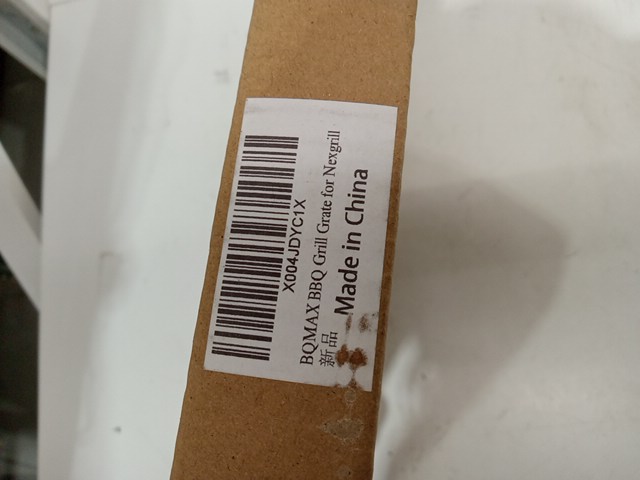 X004JDYC1X
BQMAX BBQ Grill Grate for Nexgrill
新品
Made in China